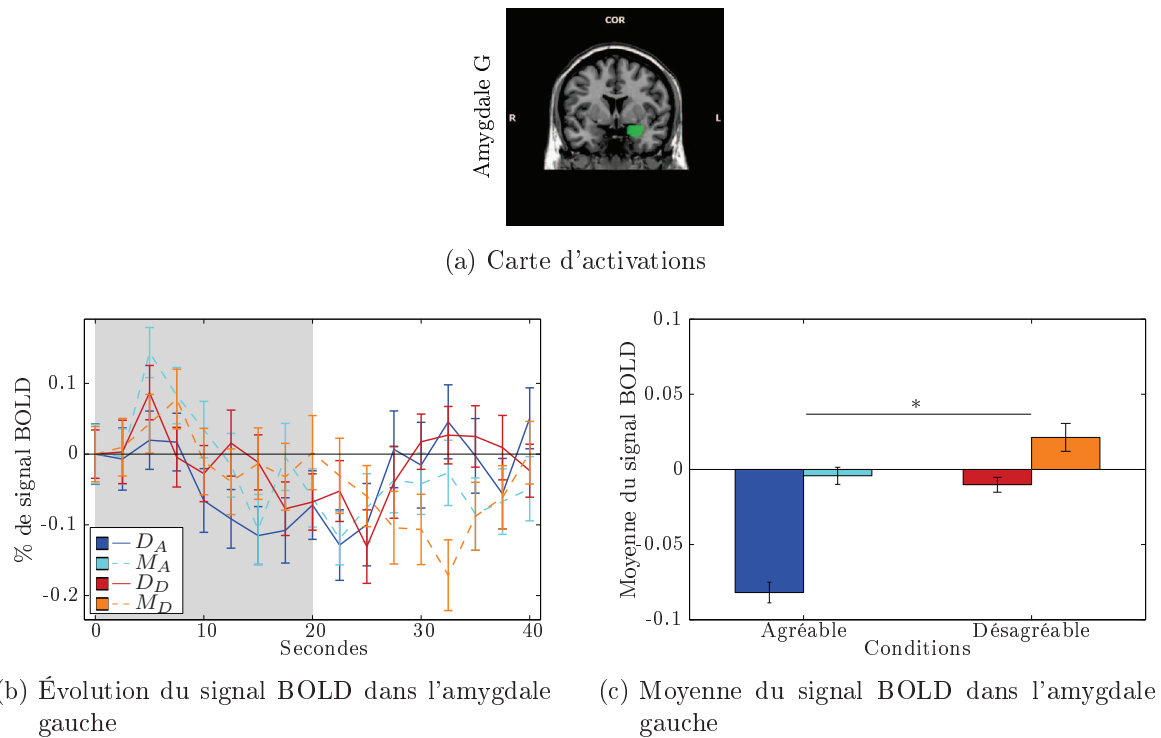 COR
Amygdale G
R
L
(a) Carte d'activations
% de signal BOLD
0.1
0
-0.1
-0.2
D_A
M_A
D_D
M_D
0 10 20 30 40
Secondes
(b) Évolution du signal BOLD dans l'amygdale
gauche
Moyenne du signal BOLD
0.1
0.05
0
-0.05
-0.1
*
Agréable Désagréable
Conditions
(c) Moyenne du signal BOLD dans l'amygdale
gauche